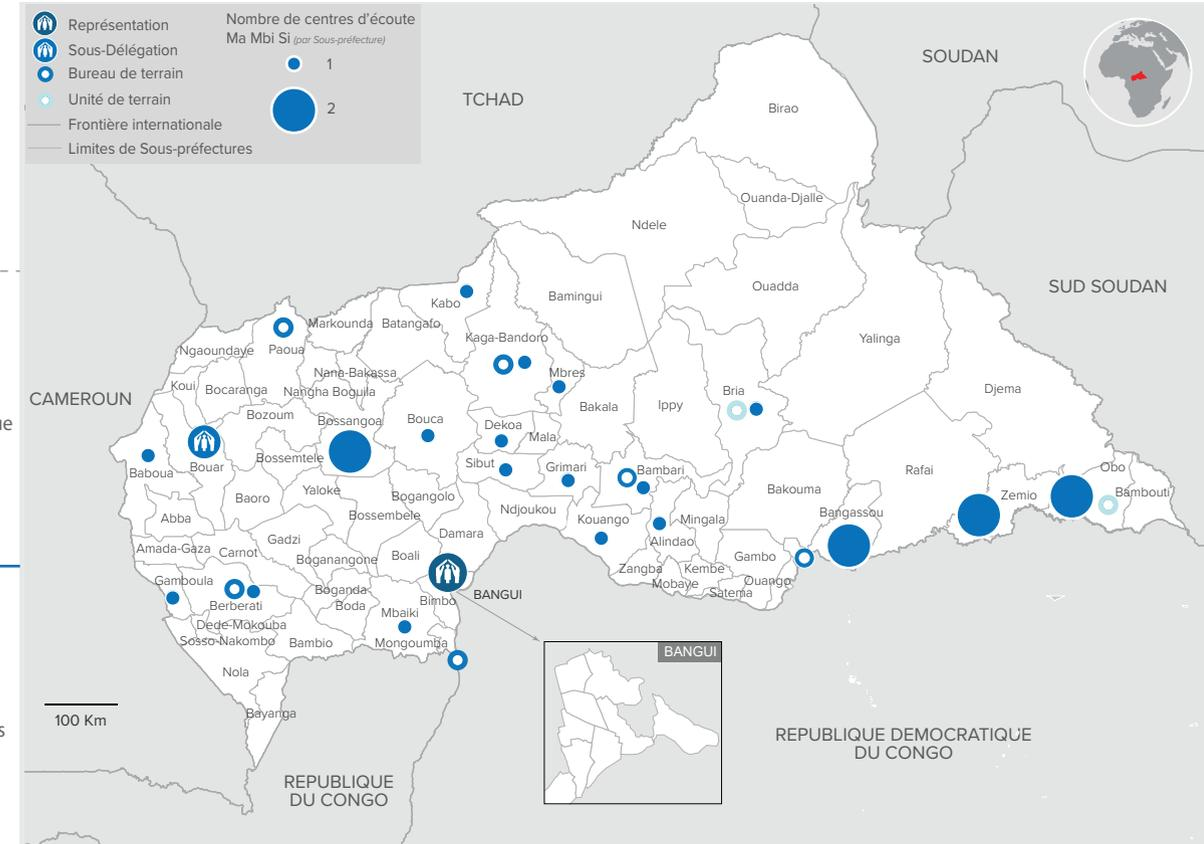 Représentation
Sous-Délégation
Bureau de terrain
Unité de terrain
Frontière internationale
Limites de Sous-préfectures
Nombre de centres d'écoute
Ma Mbi Si (par Sous-préfecture)
1
2
TCHAD
SOUDAN
Birao
Ouanda-Djalle
Ndele
SUD SOUDAN
Ouadda
Bamingui
Kabo
Markounda
Batangafo
Yalinga
Kaga-Bandoro
Ngaoundaye
Paoua
Nana-Bakassa
Mbres
Koui
Bocaranga
Nangha Boguila
Bria
Djema
CAMEROUN
Bakala
Ippy
Bozoum
Bossangoa
Bouca
Dekoa
Mala
Bossemtele
Sibut
Grimari
Bambari
Rafai
Obo
Baboua
Bouar
Baoro
Yaloke
Bogangolo
Bakouma
Zemio
Bambouti
Abba
Bossembele
Ndjoukou
Kouango
Mingala
Bangassou
Gadzi
Damara
Alindao
Amada-Gaza
Carnot
Boganangone
Boali
Gambo
Zangba
Kembe
Gamboula
Mobaye
Ouango
Boganda
Satema
BANGUI
Berberati
Boda
Bimbo
Mbaiki
Dede-Mokouba
Sosso-Nakombo
Bambio
Mongoumba
BANGUI
Nola
Bayanga
100 Km
REPUBLIQUE DEMOCRATIQUE
DU CONGO
REPUBLIQUE
DU CONGO
ue
s